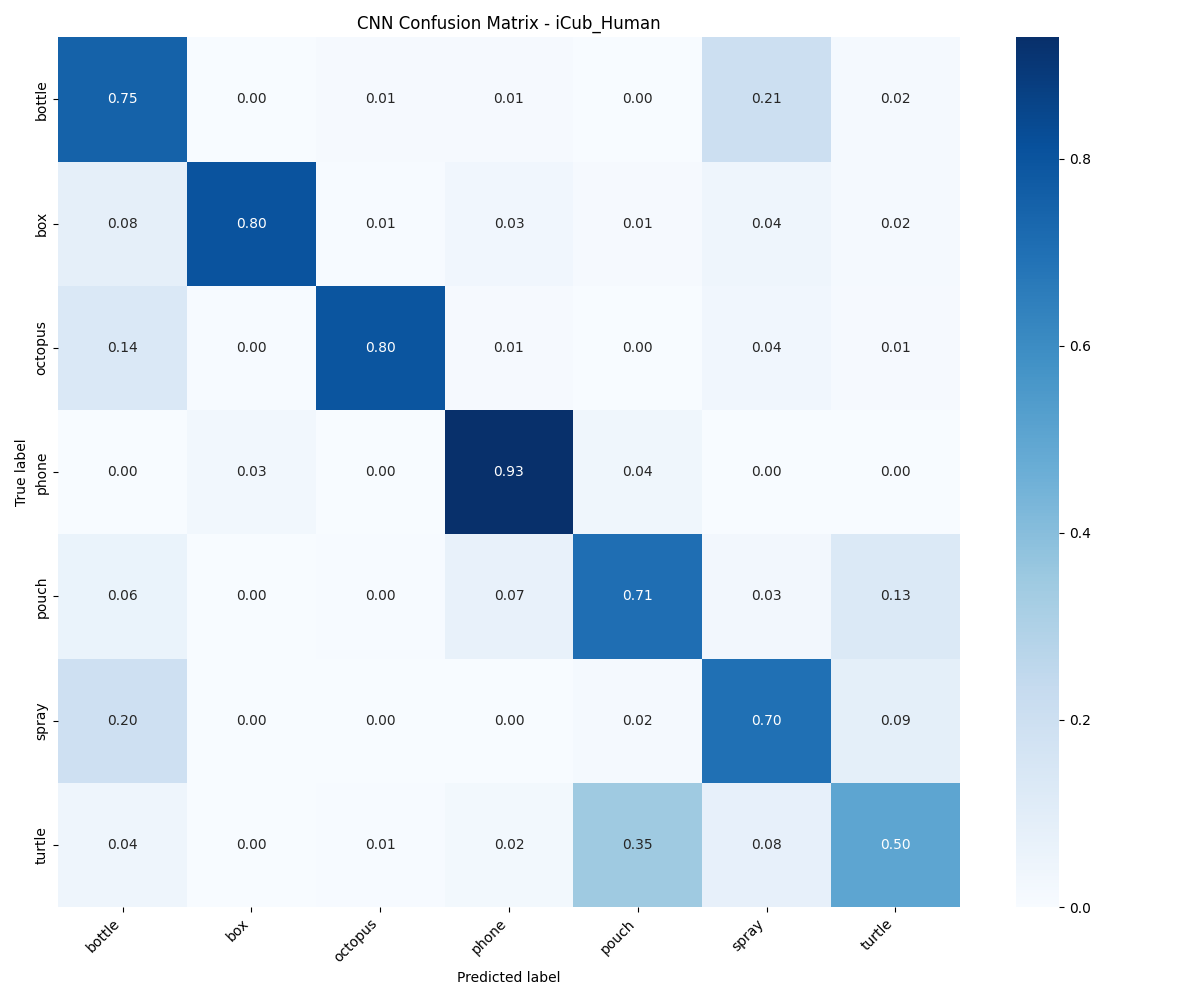 CNN Confusion Matrix - iCub_Human
bottle 0.75 0.00 0.01 0.01 0.00 0.21 0.02
box 0.08 0.80 0.01 0.03 0.01 0.04 0.02
octopus 0.14 0.00 0.80 0.01 0.00 0.04 0.01
phone 0.00 0.03 0.00 0.93 0.04 0.00 0.00
pouch 0.06 0.00 0.00 0.07 0.71 0.03 0.13
spray 0.20 0.00 0.00 0.00 0.02 0.70 0.09
turtle 0.04 0.00 0.01 0.02 0.35 0.08 0.50
True label
bottle box octopus phone pouch spray turtle
Predicted label
0.8
0.6
0.4
0.2
0.0